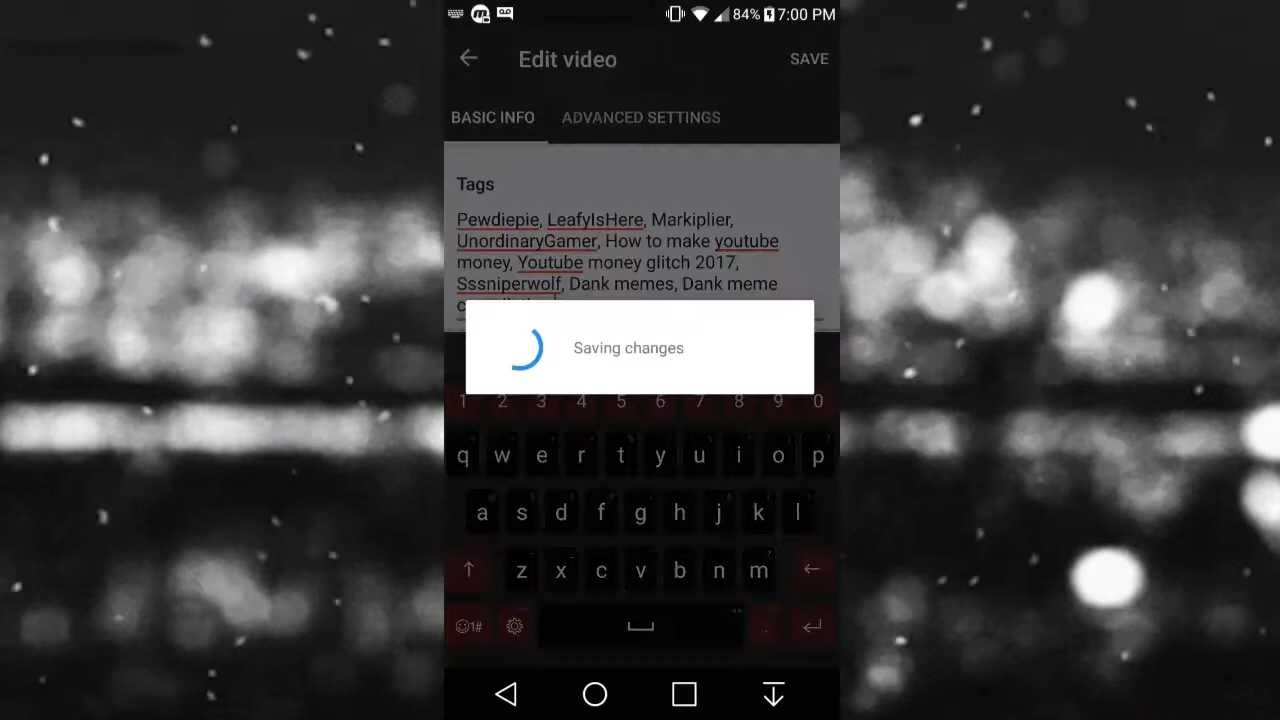 84% 7:00 PM
Edit video SAVE
BASIC INFO ADVANCED SETTINGS
Tags
Pewdiepie, LeafyIsHere, Markiplier,
UnordinaryGamer, How to make youtube
money, Youtube money glitch 2017,
Sssniperwolf, Dank memes, Dank meme
Saving changes
1 2 3 4 5 6 7 8 9 0
q w e r t y u i o p
a s d f g h j k l
z x c v b n m
1# .